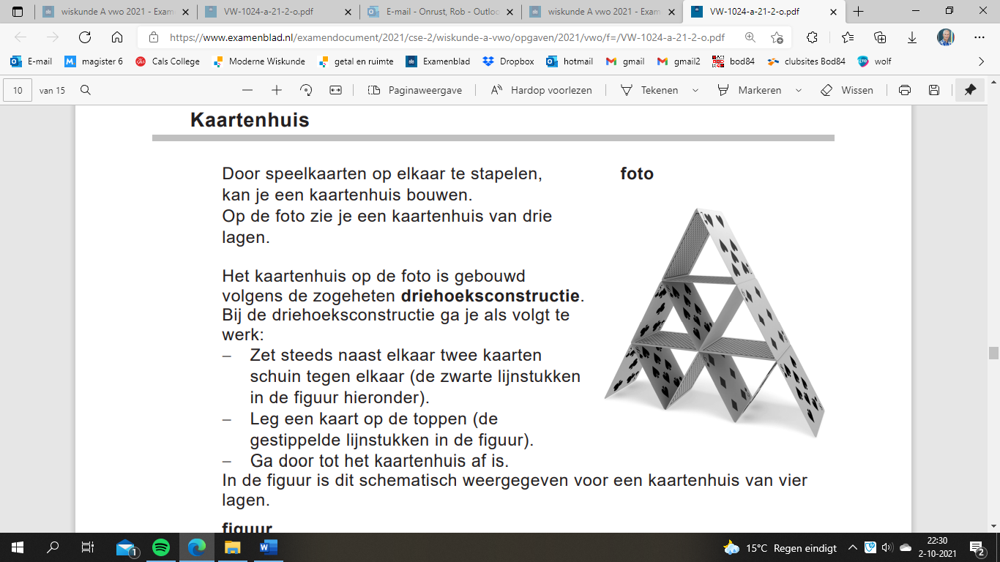 wiskunde A vwo 2021 - Exam
VW-1024-a-21-2-o.pdf
E-mail - Onrust, Rob - Outloo
wiskunde A vwo 2021 - Exam
VW-1024-a-21-2-o.pdf
https://www.examenblad.nl/examendocument/2021/cse-2/wiskunde-a-vwo/opgaven/2021/vwo/f=/VW-1024-a-21-2-o.pdf
E-mail
magister 6
Cals College
Moderne Wiskunde
getal en ruimte
Examenblad
Dropbox
hotmail
gmail
gmail2
bod84
clubsites Bod84
wolf
10 van 15
Paginaweergave
Hardop voorlezen
Tekenen
Markeren
Wissen
Kaartenhuis
Door speelkaarten op elkaar te stapelen,
kan je een kaartenhuis bouwen.
Op de foto zie je een kaartenhuis van drie
lagen.
foto
Het kaartenhuis op de foto is gebouwd
volgens de zogeheten driehoeksconstructie.
Bij de driehoeksconstructie ga je als volgt te
werk:
– Zet steeds naast elkaar twee kaarten
schuin tegen elkaar (de zwarte lijnstukken
in de figuur hieronder).
– Leg een kaart op de toppen (de
gestippelde lijnstukken in de figuur).
– Ga door tot het kaartenhuis af is.
In de figuur is dit schematisch weergegeven voor een kaartenhuis van vier
lagen.
figuur
1
15°C Regen eindigt
22:30
2-10-2021
2